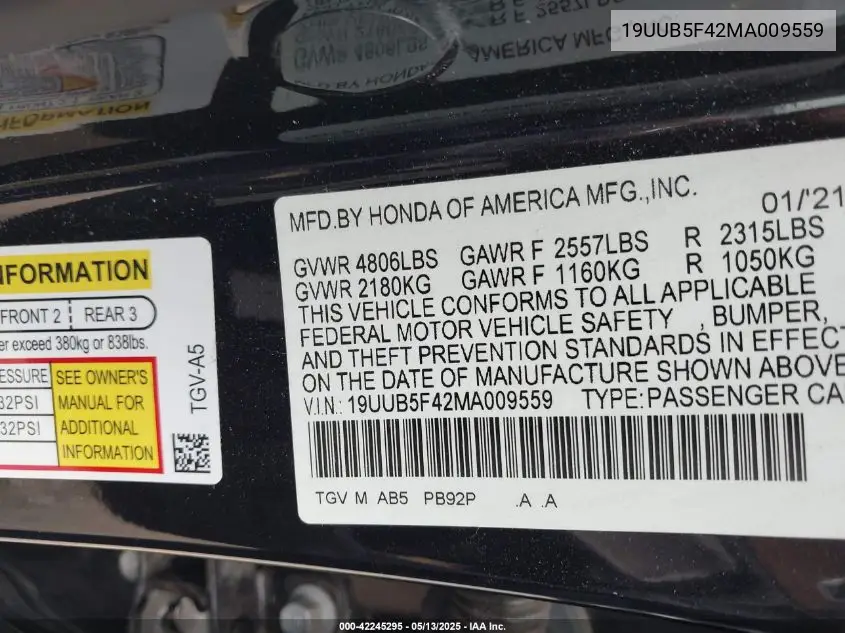 19UUB5F42MA009559
MFD.BY HONDA OF AMERICA MFG.,INC. 01/'21
GVWR 4806LBS GAWR F 2557LBS R 2315LBS
GVWR 2180KG GAWR F 1160KG R 1050KG
THIS VEHICLE CONFORMS TO ALL APPLICABLE
FEDERAL MOTOR VEHICLE SAFETY , BUMPER,
AND THEFT PREVENTION STANDARDS IN EFFECT
ON THE DATE OF MANUFACTURE SHOWN ABOVE
V.I.N.: 19UUB5F42MA009559 TYPE:PASSENGER CA
TGV M AB5 PB92P .A .A
NFORMATION
FRONT 2 REAR 3
er exceed 380kg or 838lbs.
ESSURE SEE OWNER'S
32PSI MANUAL FOR
32PSI ADDITIONAL
INFORMATION
TGV-A5
000-42245295 - 05/13/2025 - IAA Inc.